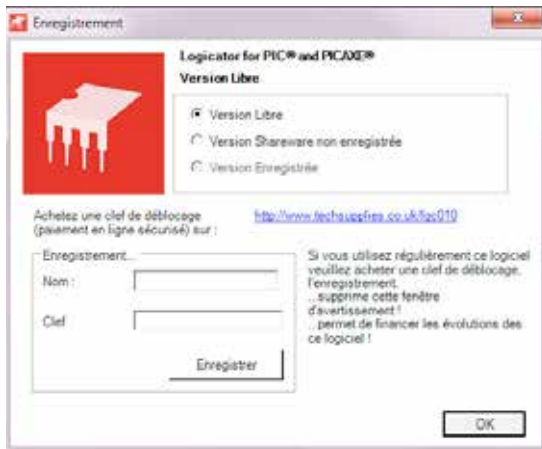 Enregistrement
Logicator for PIC® and PICAXE®
Version Libre
Version Libre
Version Shareware non enregistrée
Version Enregistrée
Achetez une clef de déblocage
(paiement en ligne sécurisé) sur :
http://www.techsupplies.co.uk/lgc010
Enregistrement...
Nom :
Clef
Enregistrer
Si vous utilisez régulièrement ce logiciel
veuillez acheter une clef de déblocage,
l'enregistrement.
...supprime cette fenêtre
d'avertissement !
...permet de financer les évolutions des
ce logiciel !
OK